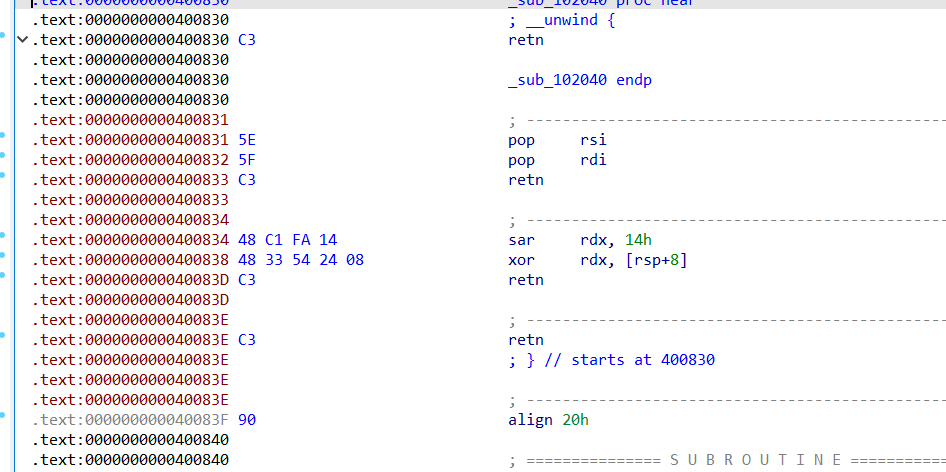 .text:0000000000400830 _sub_102040 proc near
.text:0000000000400830 ; __unwind {
.text:0000000000400830 C3 retn
.text:0000000000400830
.text:0000000000400830 _sub_102040 endp
.text:0000000000400830
.text:0000000000400831 ; -----------------------------------------------
.text:0000000000400831 5E pop rsi
.text:0000000000400832 5F pop rdi
.text:0000000000400833 C3 retn
.text:0000000000400833
.text:0000000000400834 ; -----------------------------------------------
.text:0000000000400834 48 C1 FA 14 sar rdx, 14h
.text:0000000000400838 48 33 54 24 08 xor rdx, [rsp+8]
.text:000000000040083D C3 retn
.text:000000000040083D
.text:000000000040083E ; -----------------------------------------------
.text:000000000040083E C3 retn
.text:000000000040083E ; } // starts at 400830
.text:000000000040083E
.text:000000000040083E ; -----------------------------------------------
.text:000000000040083F 90 align 20h
.text:0000000000400840
.text:0000000000400840 ; =============== S U B R O U T I N E ===========